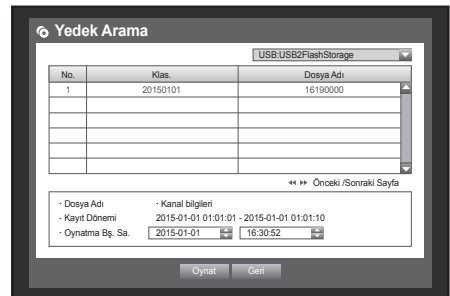 Yedek Arama
USB:USB2FlashStorage
No. Klas. Dosya Adı
1 20150101 16190000
Önceki /Sonraki Sayfa
· Dosya Adı · Kanal bilgileri
· Kayıt Dönemi 2015-01-01 01:01:01 - 2015-01-01 01:01:10
· Oynatma Bş. Sa. 2015-01-01 16:30:52
Oynat Geri